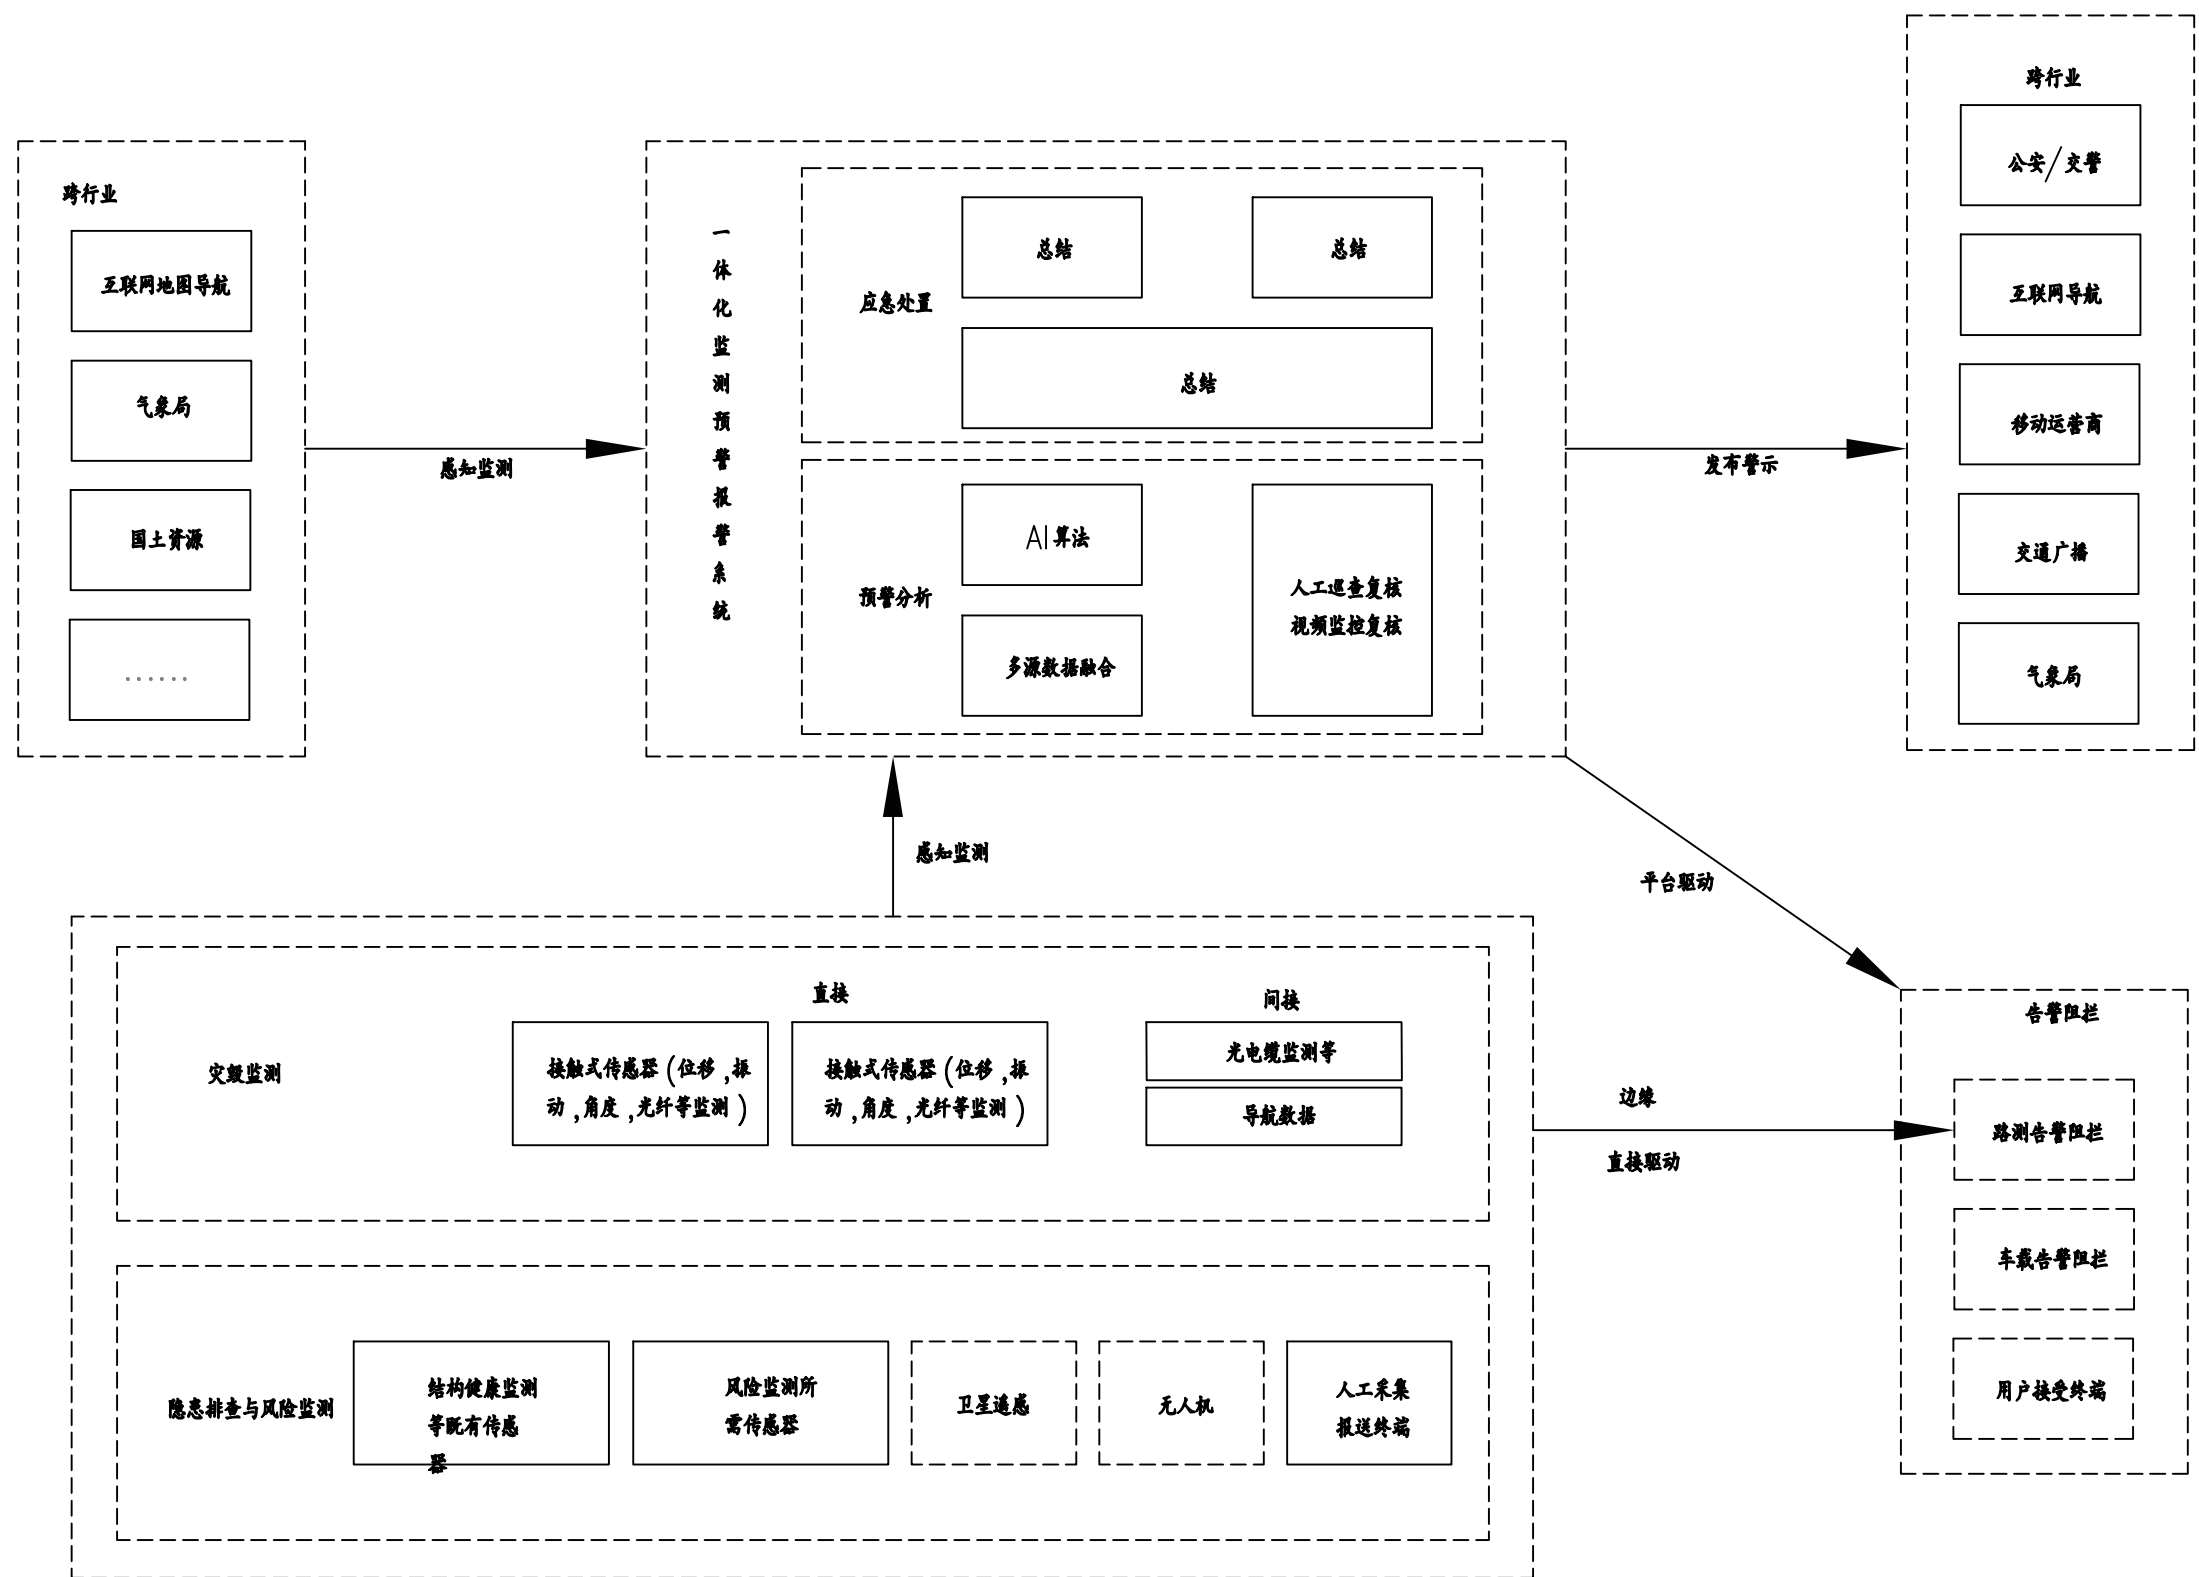 跨行业
互联网地图导航
气象局
国土资源
......
感知监测
一
体
化
监
测
预
警
报
警
系
统
应急处置
总结
总结
总结
预警分析
AI算法
多源数据融合
人工巡查复核
视频监控复核
发布警示
跨行业
公安/交警
互联网导航
移动运营商
交通广播
气象局
感知监测
平台驱动
灾毁监测
直接
接触式传感器(位移,振
动,角度,光纤等监测)
接触式传感器(位移,振
动,角度,光纤等监测)
间接
光电缆监测等
导航数据
隐患排查与风险监测
结构健康监测
等既有传感
器
风险监测所
需传感器
卫星遥感
无人机
人工采集
报送终端
边缘
直接驱动
告警阻拦
路测告警阻拦
车载告警阻拦
用户接受终端